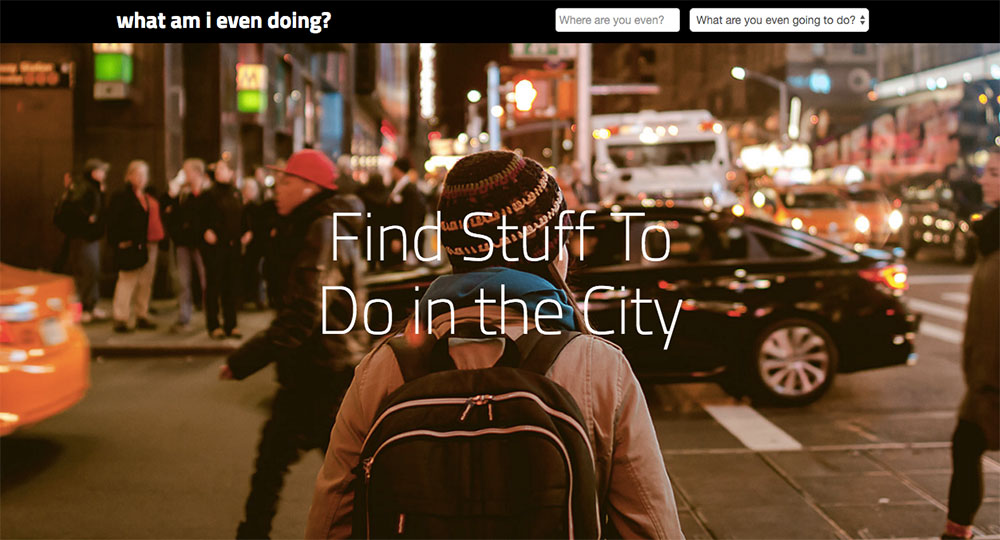 what am i even doing?
Where are you even?
What are you even going to do?
Find Stuff To
Do in the City